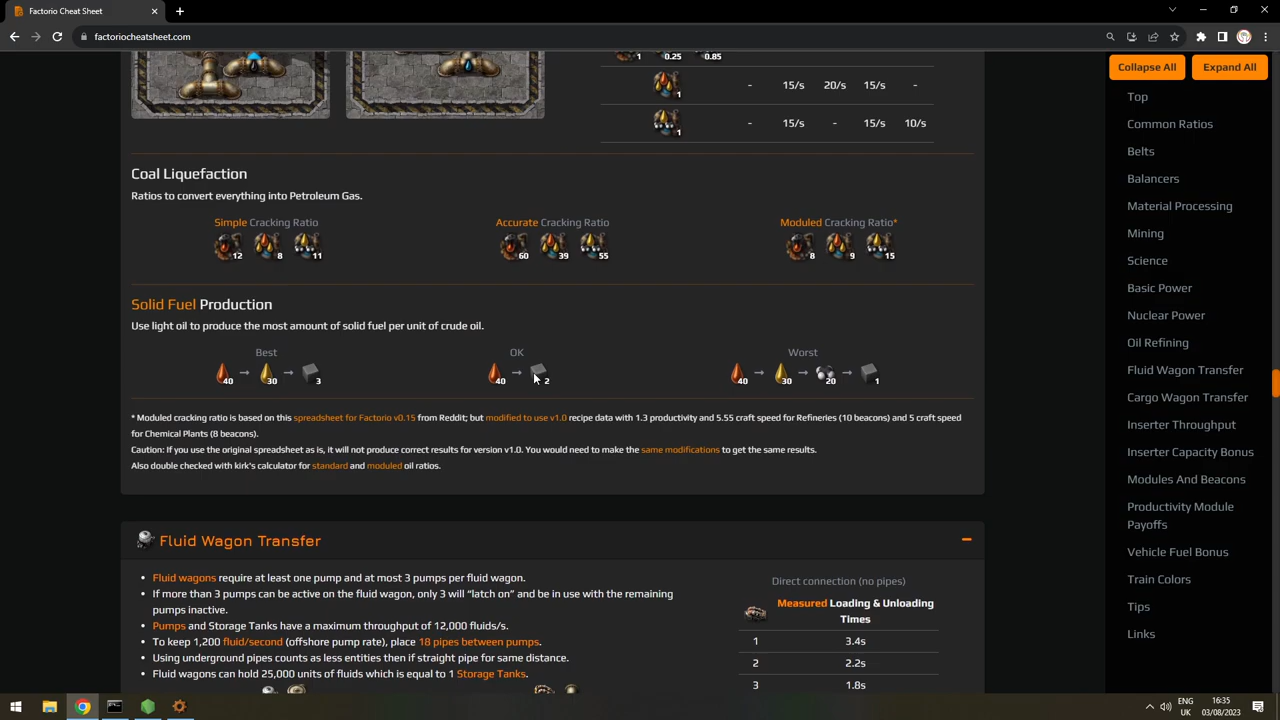 Factorio Cheat Sheet
factoriocheatsheet.com
Collapse All
Expand All
1 0.25 0.85
1 - 15/s 20/s 15/s -
1 - 15/s - 15/s 10/s
Coal Liquefaction
Ratios to convert everything into Petroleum Gas.
Simple Cracking Ratio
12 8 11
Accurate Cracking Ratio
60 39 55
Moduled Cracking Ratio*
8 9 15
Solid Fuel Production
Use light oil to produce the most amount of solid fuel per unit of crude oil.
Best
40 → 30 → 3
OK
40 → 2
Worst
40 → 30 → 20 → 1
* Moduled cracking ratio is based on this spreadsheet for Factorio v0.15 from Reddit; but modified to use v1.0 recipe data with 1.3 productivity and 5.55 craft speed for Refineries (10 beacons) and 5 craft
speed for Chemical Plants (8 beacons).
Caution: If you use the original spreadsheet as is, it will not produce correct results for version v1.0. You would need to make the same modifications to get the same results.
Also double checked with kirk's calculator for standard and moduled oil ratios.
Fluid Wagon Transfer
• Fluid wagons require at least one pump and at most 3 pumps per fluid wagon.
• If more than 3 pumps can be active on the fluid wagon, only 3 will “latch on” and be in use with the remaining
pumps inactive.
• Pumps and Storage Tanks have a maximum throughput of 12,000 fluids/s.
• To keep 1,200 fluid/second (offshore pump rate), place 18 pipes between pumps.
• Using underground pipes counts as less entities then if straight pipe for same distance.
• Fluid wagons can hold 25,000 units of fluids which is equal to 1 Storage Tanks.
Direct connection (no pipes)
Measured Loading & Unloading
Times
1 3.4s
2 2.2s
3 1.8s
Top
Common Ratios
Belts
Balancers
Material Processing
Mining
Science
Basic Power
Nuclear Power
Oil Refining
Fluid Wagon Transfer
Cargo Wagon Transfer
Inserter Throughput
Inserter Capacity Bonus
Modules And Beacons
Productivity Module
Payoffs
Vehicle Fuel Bonus
Train Colors
Tips
Links
ENG
UK
16:35
03/08/2023